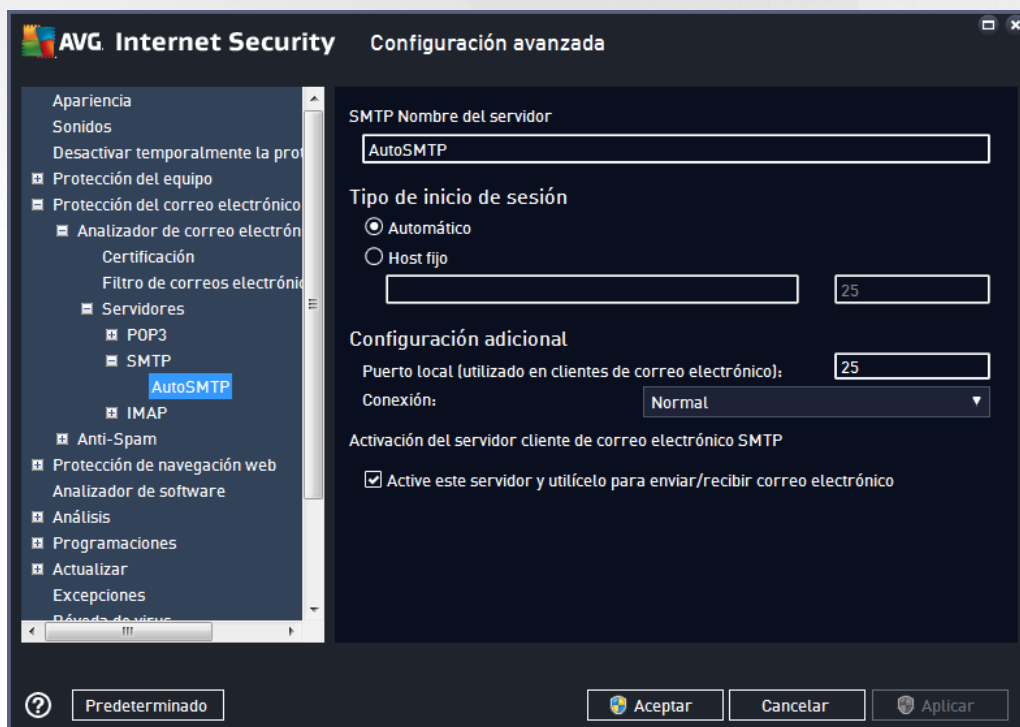 AVG Internet Security Configuración avanzada
Apariencia
Sonidos
Desactivar temporalmente la prot
Protección del equipo
Protección del correo electrónico
Analizador de correo electrón
Certificación
Filtro de correos electrónic
Servidores
POP3
SMTP
AutoSMTP
IMAP
Anti-Spam
Protección de navegación web
Analizador de software
Análisis
Programaciones
Actualizar
Excepciones
Bóveda de virus
SMTP Nombre del servidor
AutoSMTP
Tipo de inicio de sesión
Automático
Host fijo
25
Configuración adicional
Puerto local (utilizado en clientes de correo electrónico): 25
Conexión: Normal
Activación del servidor cliente de correo electrónico SMTP
Active este servidor y utilícelo para enviar/recibir correo electrónico
Predeterminado Aceptar Cancelar Aplicar